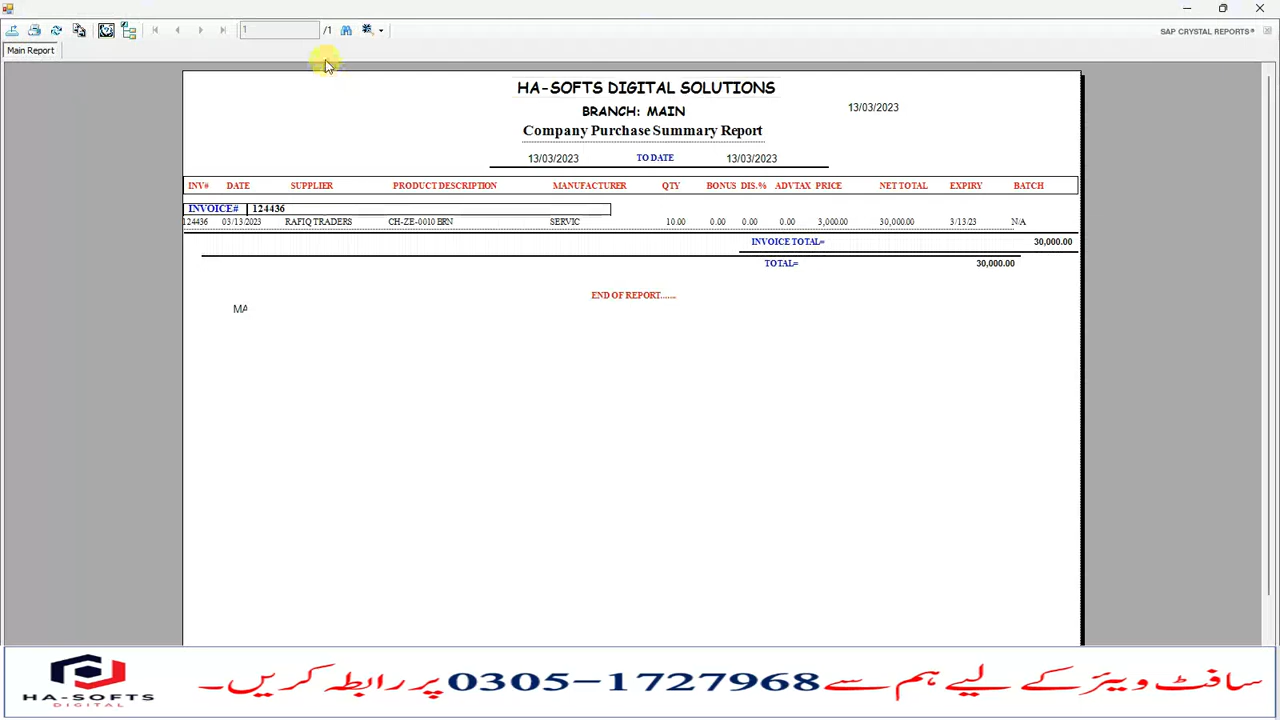 1 /1
SAP CRYSTAL REPORTS®
Main Report
HA-SOFTS DIGITAL SOLUTIONS
BRANCH: MAIN
13/03/2023
Company Purchase Summary Report
13/03/2023 TO DATE 13/03/2023
INV# DATE SUPPLIER PRODUCT DESCRIPTION MANUFACTURER QTY BONUS DIS.% ADVTAX PRICE NET TOTAL EXPIRY BATCH
INVOICE# 124436
124436 03/13/2023 RAFIQ TRADERS CH-ZE-0010 BRN SERVIC 10.00 0.00 0.00 0.00 3,000.00 30,000.00 3/13/23 N/A
INVOICE TOTAL= 30,000.00
TOTAL= 30,000.00
END OF REPORT.......
MA
HA-SOFTS
DIGITAL
سافٹ ویئر کے لیے ہم سے 0305-1727968 پر رابطہ کریں۔